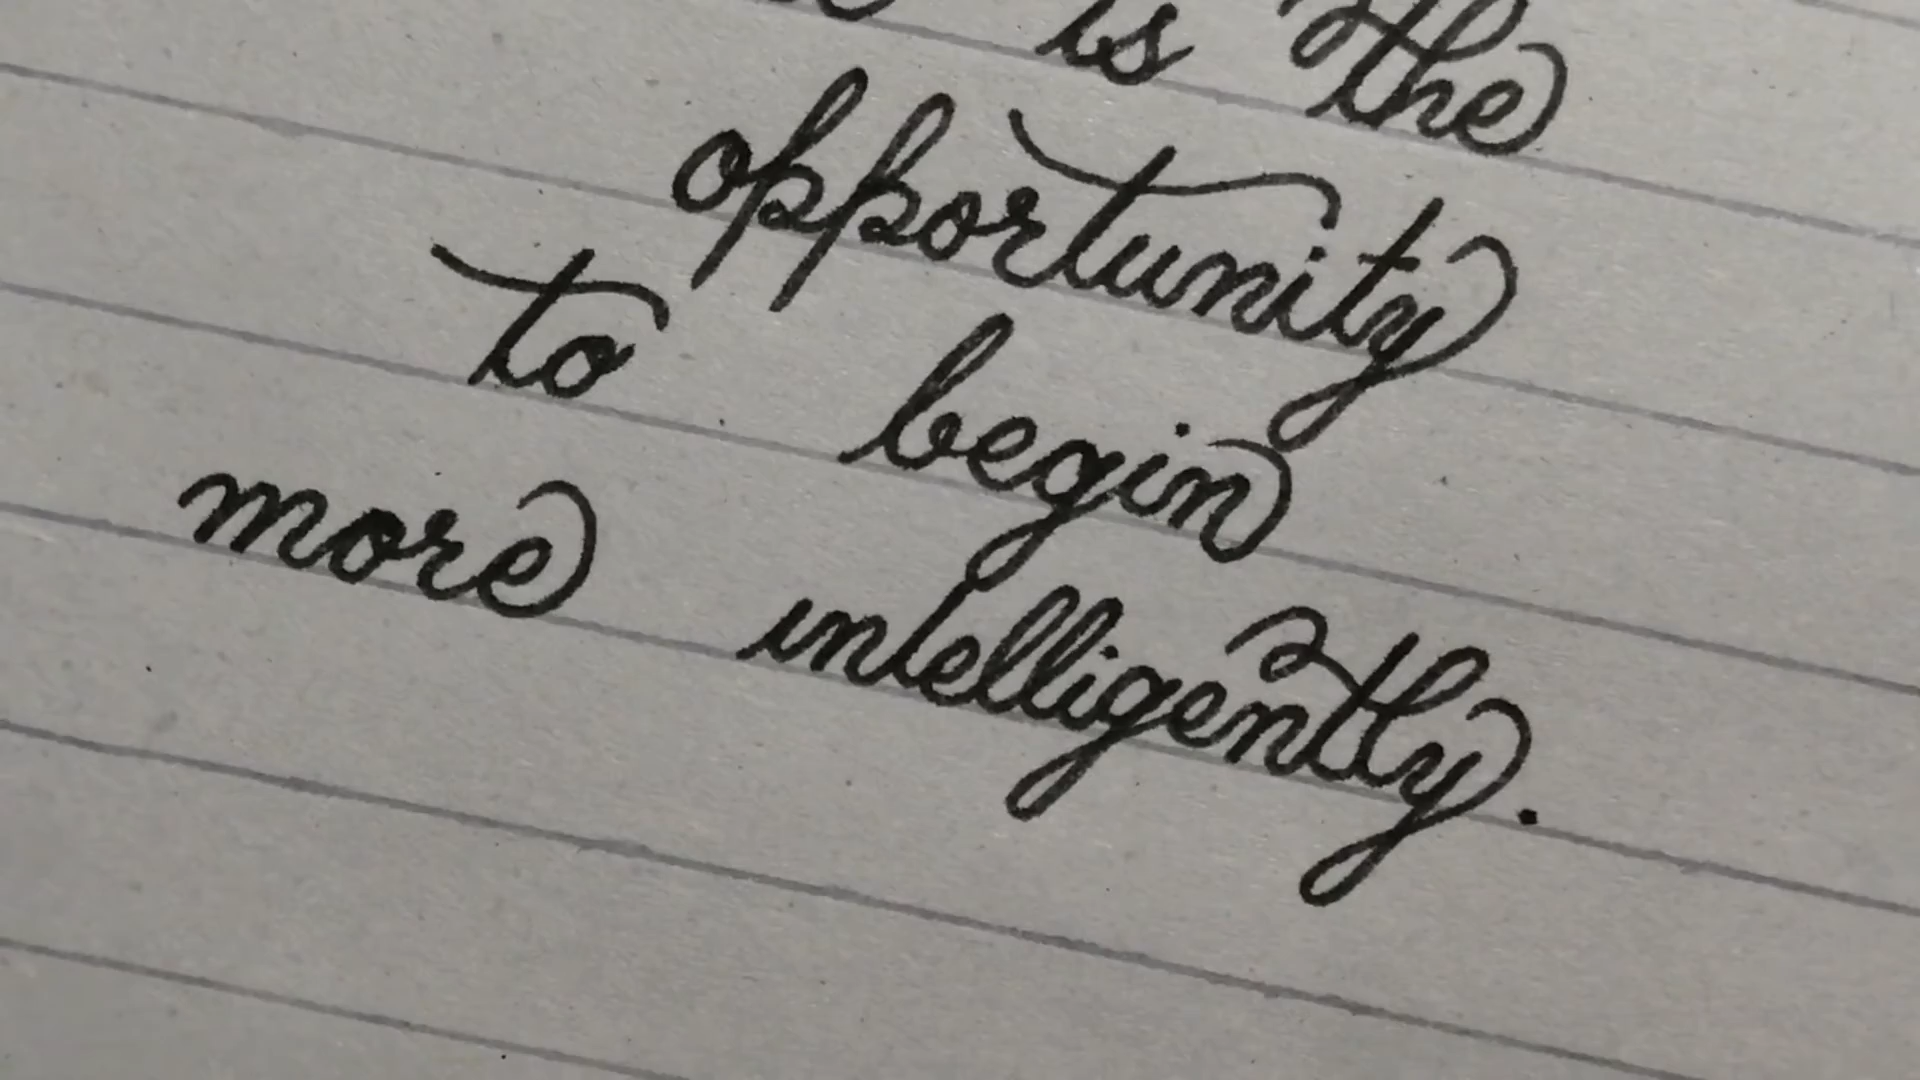 is the
opportunity
to begin
more intelligently.